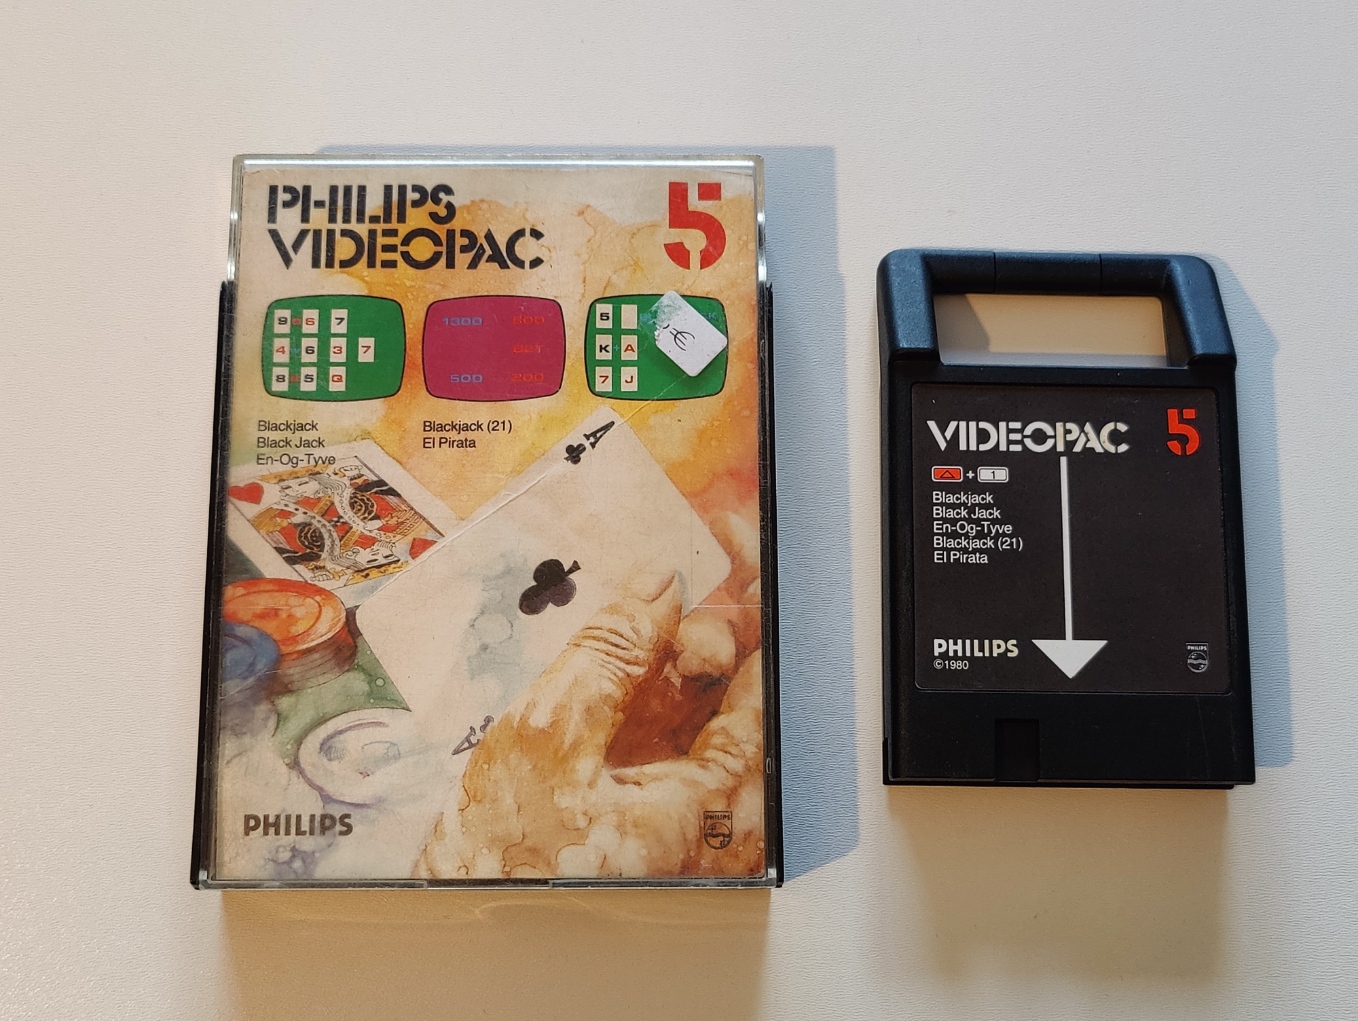 PHILIPS
VIDEOPAC
5
9 6 7
4 6 3 7
8 5 Q
1300 800
BET
500 200
5
K A
7 J
Blackjack
Black Jack
En-Og-Tyve
Blackjack (21)
El Pirata
A
A
PHILIPS
PHILIPS
VIDEOPAC 5
+ 1
Blackjack
Black Jack
En-Og-Tyve
Blackjack (21)
El Pirata
PHILIPS
©1980
PHILIPS